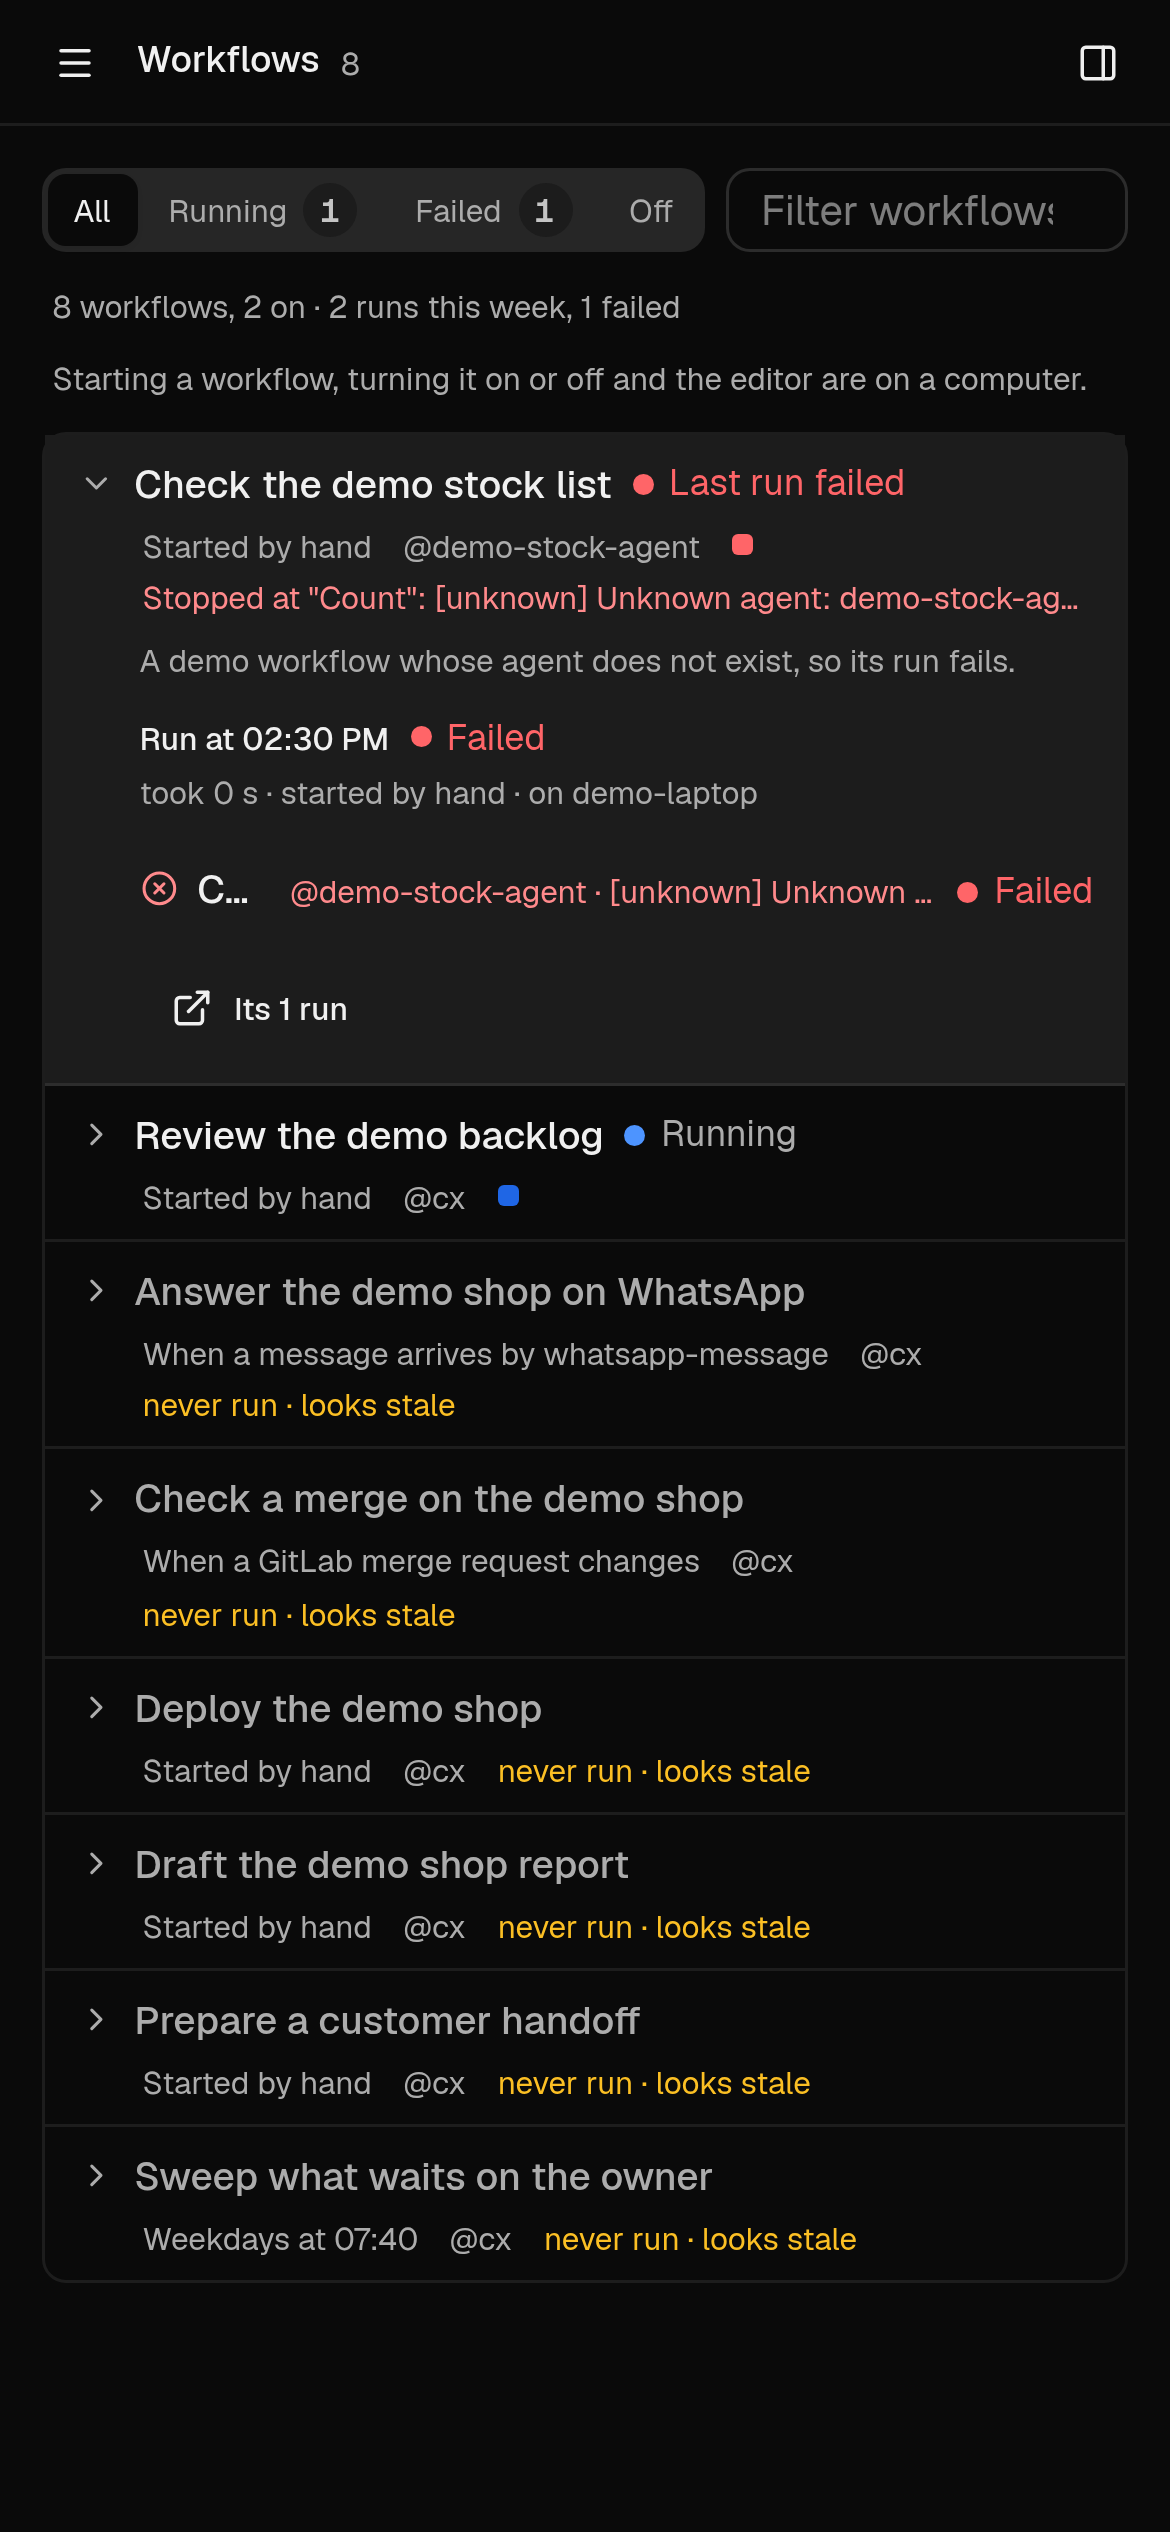 Workflows 8
All Running 1 Failed 1 Off Filter workflows
8 workflows, 2 on · 2 runs this week, 1 failed
Starting a workflow, turning it on or off and the editor are on a computer.
Check the demo stock list Last run failed
Started by hand @demo-stock-agent
Stopped at "Count": [unknown] Unknown agent: demo-stock-ag...
A demo workflow whose agent does not exist, so its run fails.
Run at 02:30 PM Failed
took 0 s · started by hand · on demo-laptop
C... @demo-stock-agent · [unknown] Unknown ... Failed
Its 1 run
Review the demo backlog Running
Started by hand @cx
Answer the demo shop on WhatsApp
When a message arrives by whatsapp-message @cx
never run · looks stale
Check a merge on the demo shop
When a GitLab merge request changes @cx
never run · looks stale
Deploy the demo shop
Started by hand @cx never run · looks stale
Draft the demo shop report
Started by hand @cx never run · looks stale
Prepare a customer handoff
Started by hand @cx never run · looks stale
Sweep what waits on the owner
Weekdays at 07:40 @cx never run · looks stale